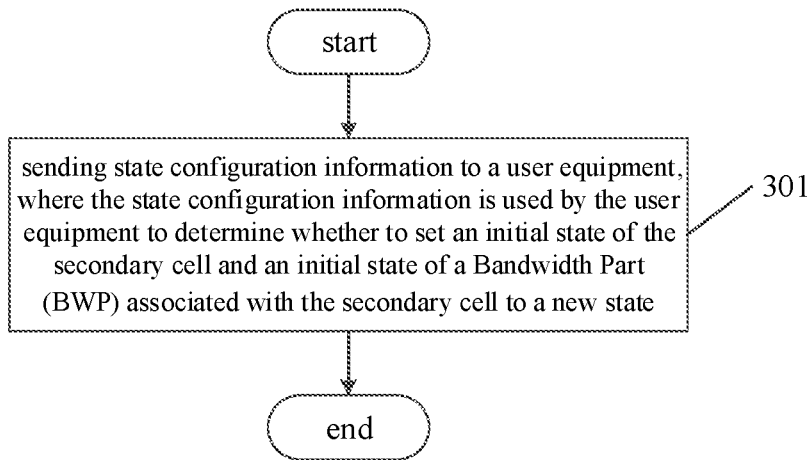 start
sending state configuration information to a user equipment,
where the state configuration information is used by the user
equipment to determine whether to set an initial state of the
secondary cell and an initial state of a Bandwidth Part
(BWP) associated with the secondary cell to a new state
301
end